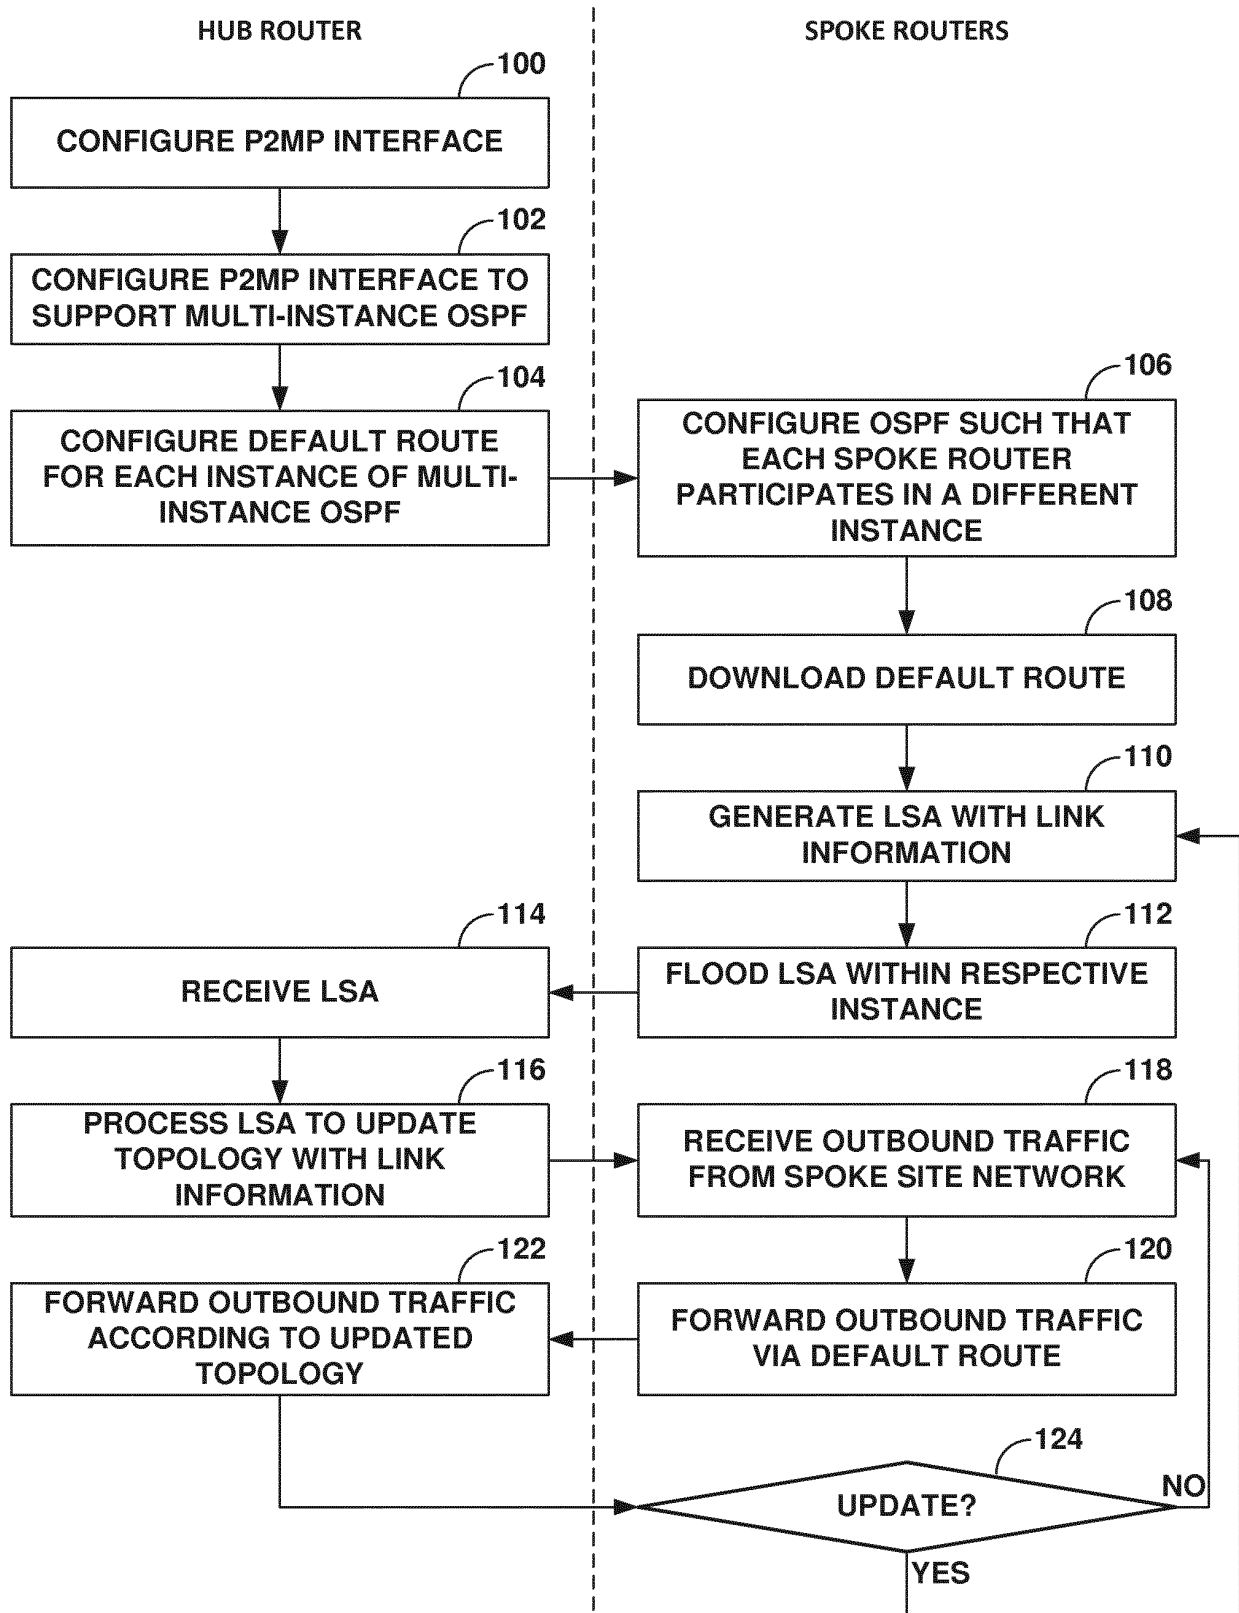 HUB ROUTER
SPOKE ROUTERS
100
CONFIGURE P2MP INTERFACE
102
CONFIGURE P2MP INTERFACE TO
SUPPORT MULTI-INSTANCE OSPF
104
CONFIGURE DEFAULT ROUTE
FOR EACH INSTANCE OF MULTI-
INSTANCE OSPF
106
CONFIGURE OSPF SUCH THAT
EACH SPOKE ROUTER
PARTICIPATES IN A DIFFERENT
INSTANCE
108
DOWNLOAD DEFAULT ROUTE
110
GENERATE LSA WITH LINK
INFORMATION
112
FLOOD LSA WITHIN RESPECTIVE
INSTANCE
114
RECEIVE LSA
116
PROCESS LSA TO UPDATE
TOPOLOGY WITH LINK
INFORMATION
118
RECEIVE OUTBOUND TRAFFIC
FROM SPOKE SITE NETWORK
120
FORWARD OUTBOUND TRAFFIC
VIA DEFAULT ROUTE
122
FORWARD OUTBOUND TRAFFIC
ACCORDING TO UPDATED
TOPOLOGY
124
UPDATE?
NO
YES